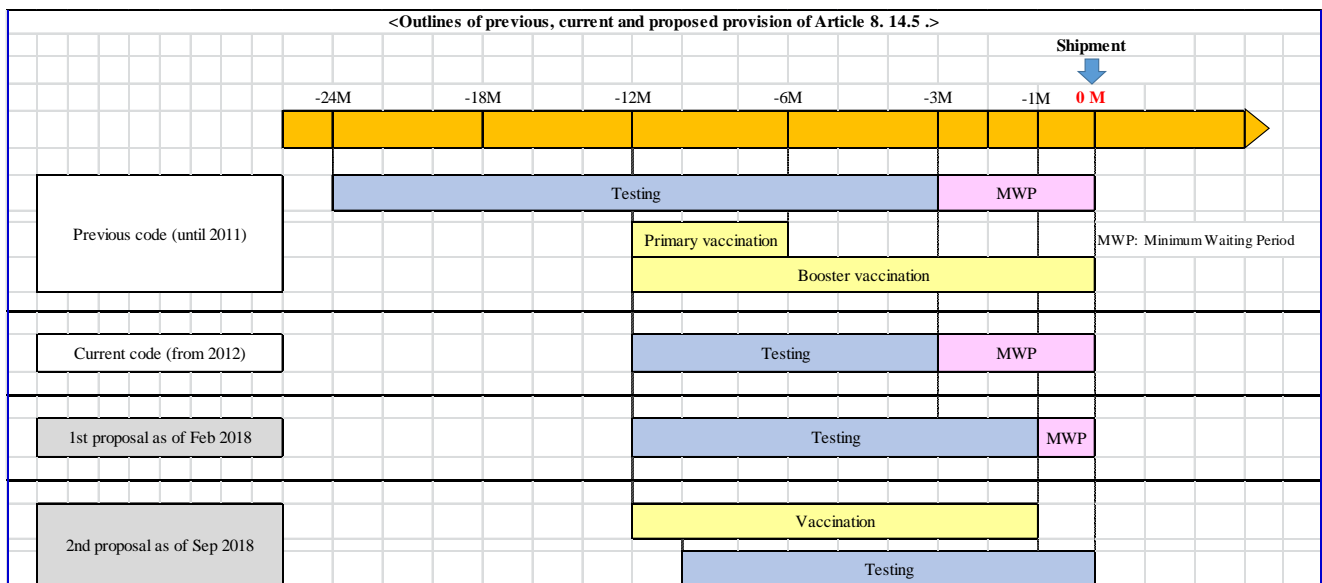 <Outlines of previous, current and proposed provision of Article 8. 14.5 .>
Shipment
-24M -18M -12M -6M -3M -1M 0 M
Testing MWP
Previous code (until 2011)
Primary vaccination
MWP: Minimum Waiting Period
Booster vaccination
Current code (from 2012) Testing MWP
1st proposal as of Feb 2018 Testing MWP
Vaccination
2nd proposal as of Sep 2018
Testing